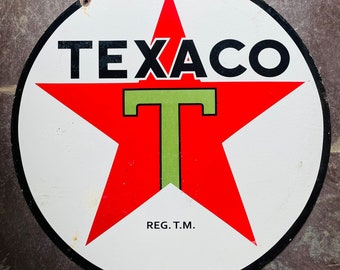 TEXACO
T
REG. T.M.